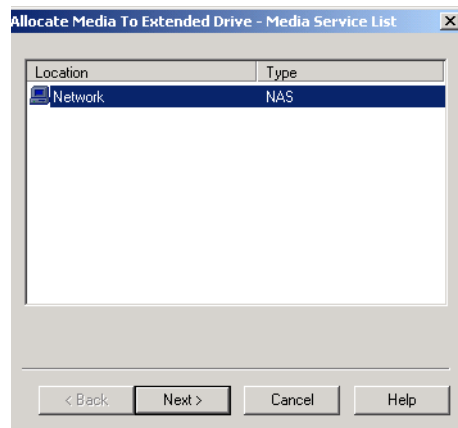 Allocate Media To Extended Drive - Media Service List
Location Type
Network NAS
< Back Next > Cancel Help